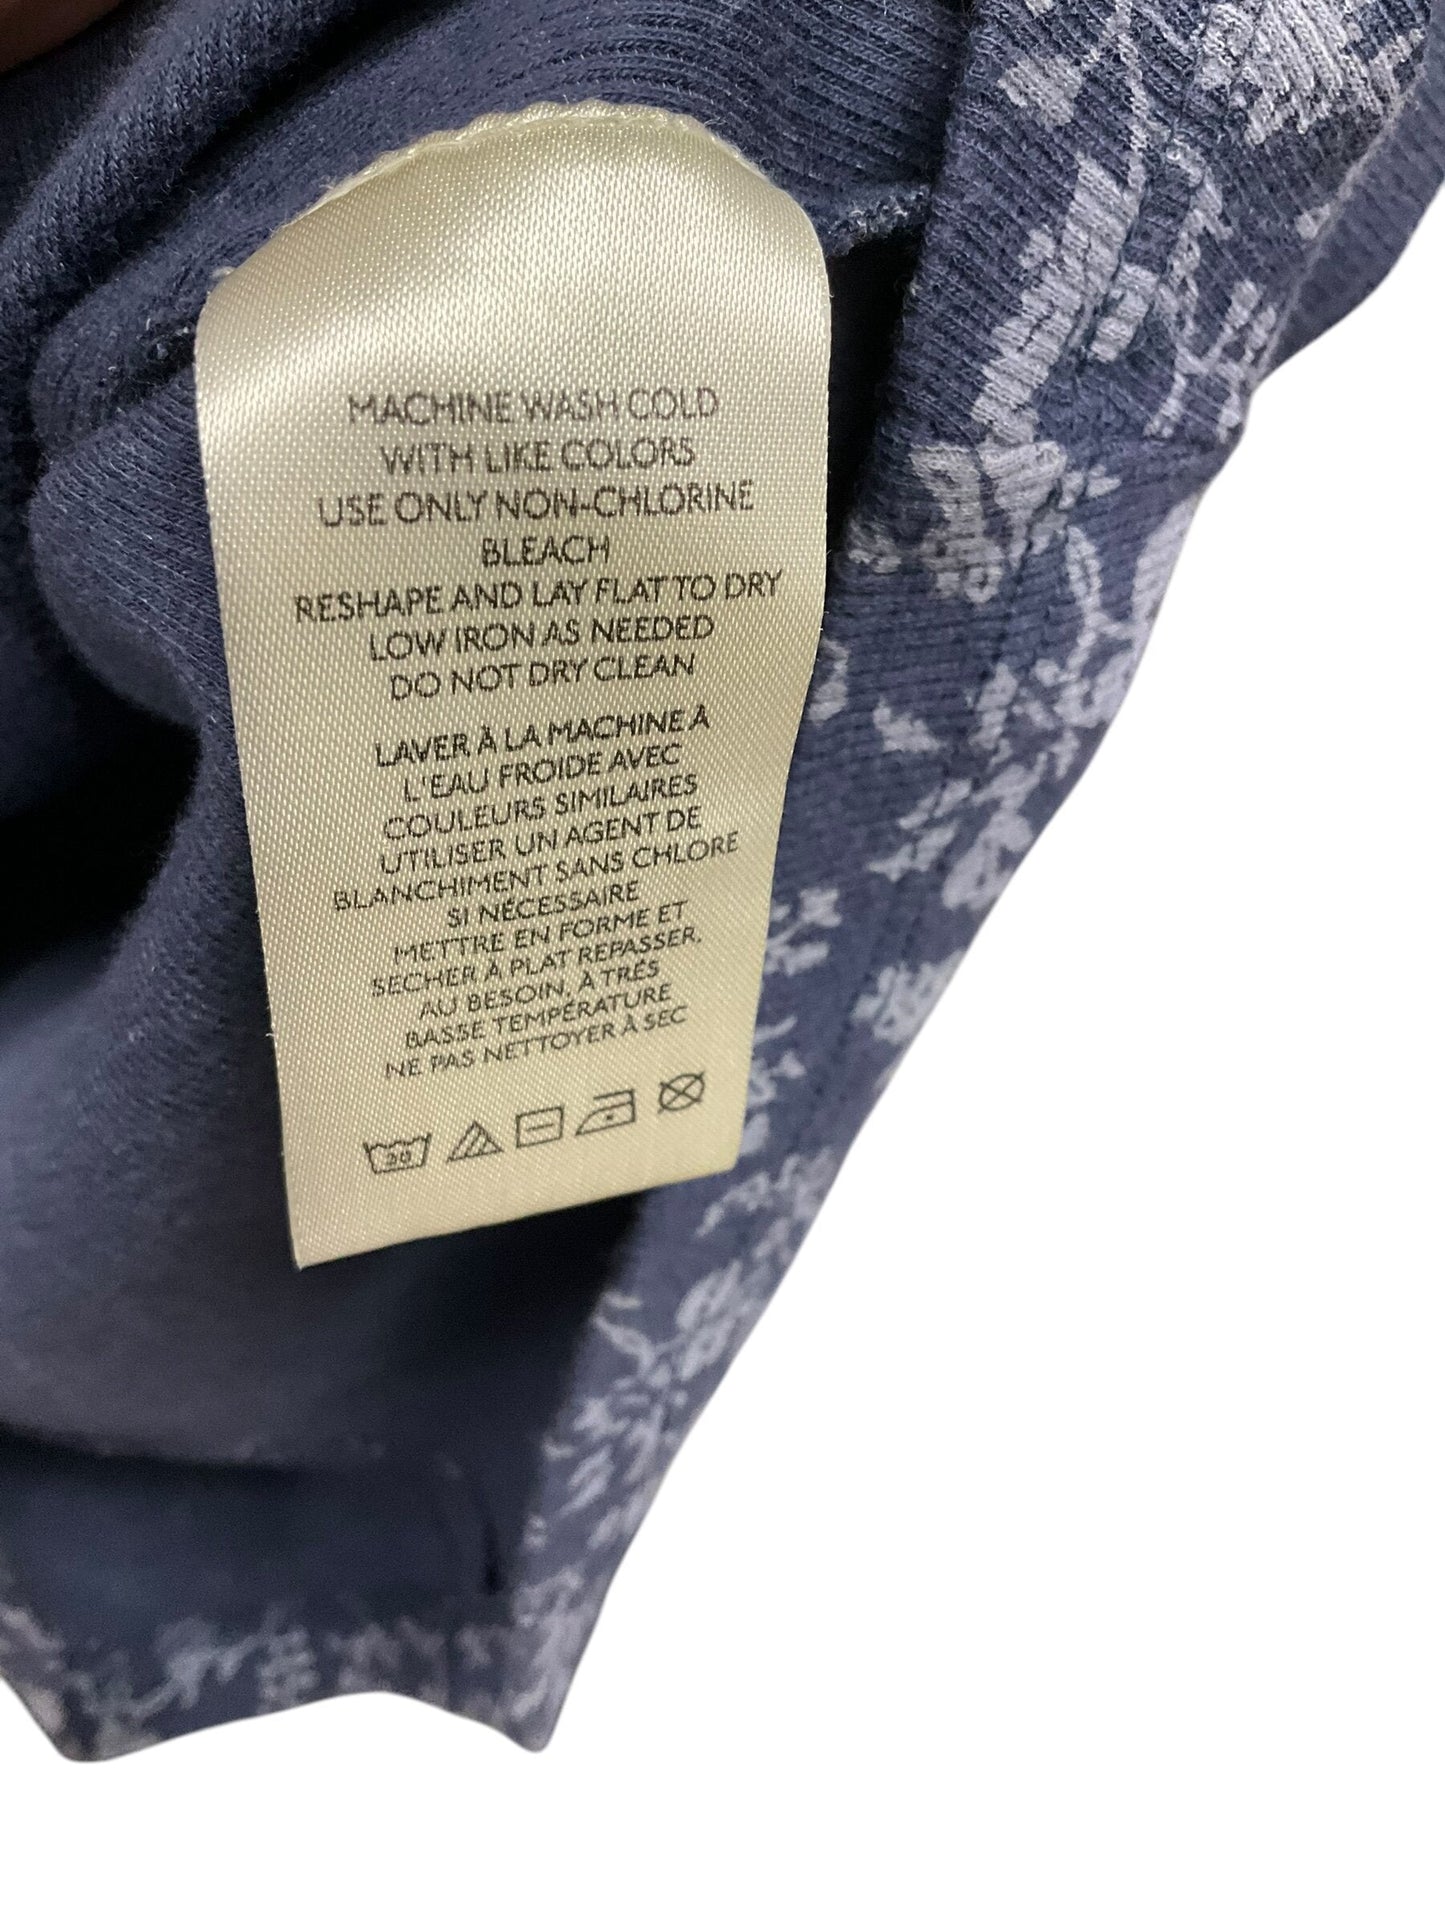 MACHINE WASH COLD
WITH LIKE COLORS
USE ONLY NON-CHLORINE
BLEACH
RESHAPE AND LAY FLAT TO DRY
LOW IRON AS NEEDED
DO NOT DRY CLEAN
LAVER À LA MACHINE À
L'EAU FROIDE AVEC
COULEURS SIMILAIRES
UTILISER UN AGENT DE
BLANCHIMENT SANS CHLORE
SI NÉCESSAIRE
METTRE EN FORME ET
SECHER À PLAT REPASSER,
AU BESOIN, À TRÉS
BASSE TEMPÉRATURE
NE PAS NETTOYER À SEC
30